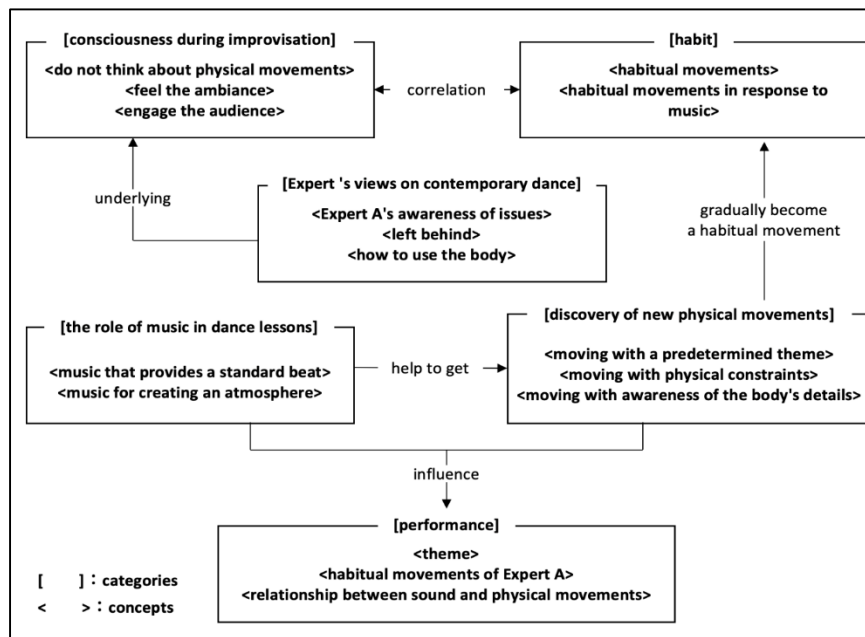 [consciousness during improvisation]
<do not think about physical movements>
<feel the ambiance>
<engage the audience>
correlation
[habit]
<habitual movements>
<habitual movements in response to
music>
underlying
[Expert 's views on contemporary dance]
<Expert A's awareness of issues>
<left behind>
<how to use the body>
gradually become
a habitual movement
[the role of music in dance lessons]
<music that provides a standard beat>
<music for creating an atmosphere>
help to get
[discovery of new physical movements]
<moving with a predetermined theme>
<moving with physical constraints>
<moving with awareness of the body's details>
influence
[performance]
<theme>
<habitual movements of Expert A>
<relationship between sound and physical movements>
[ ]：categories
< >：concepts